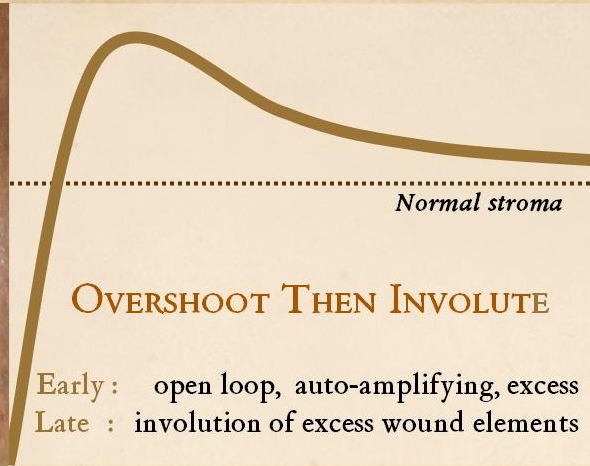 Normal stroma
Overshoot Then Involute
Early : open loop, auto-amplifying, excess
Late : involution of excess wound elements